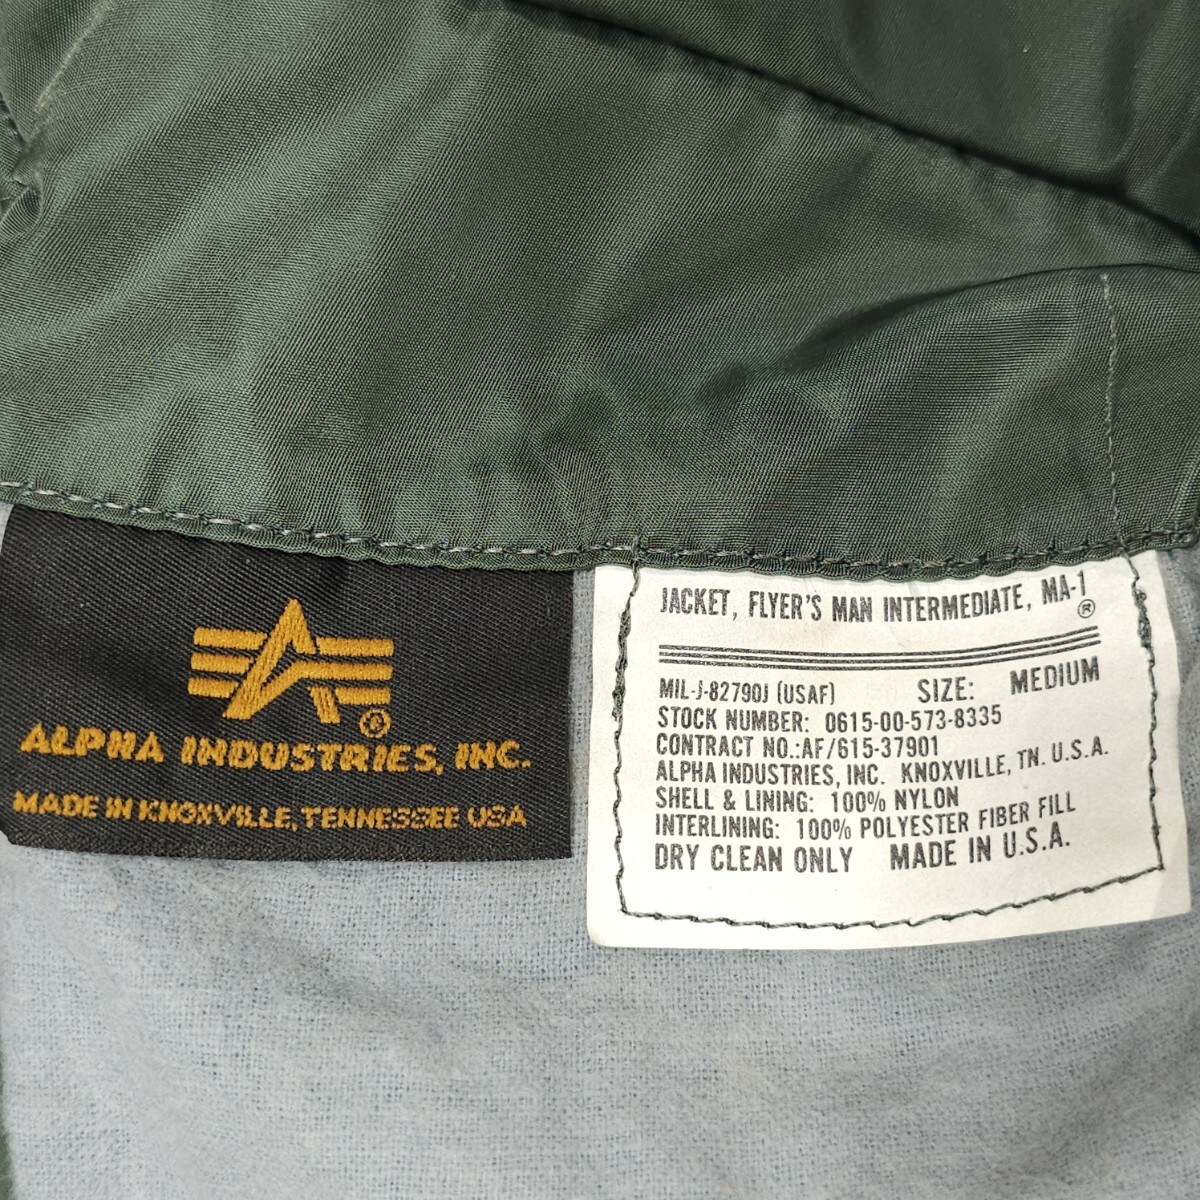 ALPHA INDUSTRIES, INC.
MADE IN KNOXVILLE, TENNESSEE USA
JACKET, FLYER'S MAN INTERMEDIATE, MA-1
®
MIL-J-82790J (USAF) SIZE: MEDIUM
STOCK NUMBER: 0615-00-573-8335
CONTRACT NO.:AF/615-37901
ALPHA INDUSTRIES, INC. KNOXVILLE, TN. U.S.A.
SHELL & LINING: 100% NYLON
INTERLINING: 100% POLYESTER FIBER FILL
DRY CLEAN ONLY MADE IN U.S.A.